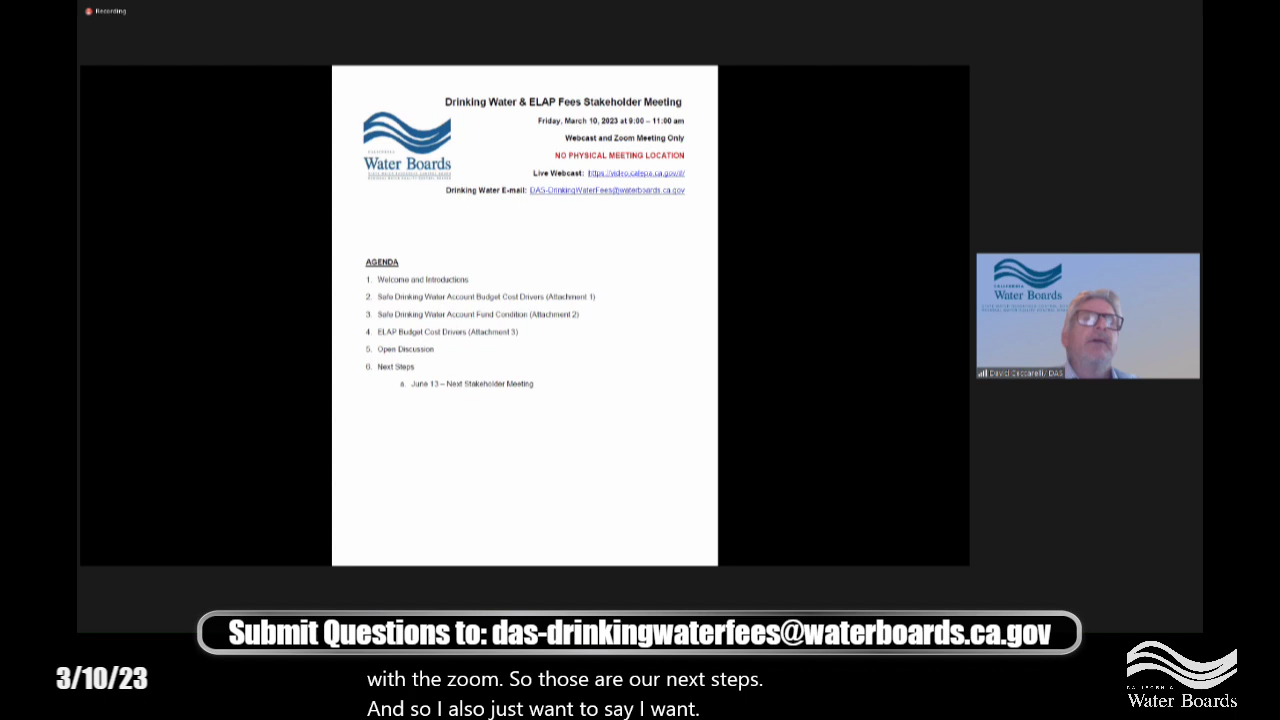 Recording
Drinking Water & ELAP Fees Stakeholder Meeting
Friday, March 10, 2023 at 9:00 – 11:00 am
Webcast and Zoom Meeting Only
NO PHYSICAL MEETING LOCATION
Live Webcast: https://video.calepa.ca.gov/#/
Drinking Water E-mail: DAS-DrinkingWaterFees@waterboards.ca.gov
Water Boards
AGENDA
1. Welcome and Introductions
2. Safe Drinking Water Account Budget Cost Drivers (Attachment 1)
3. Safe Drinking Water Account Fund Condition (Attachment 2)
4. ELAP Budget Cost Drivers (Attachment 3)
5. Open Discussion
6. Next Steps
a. June 13 – Next Stakeholder Meeting
CALIFORNIA
Water Boards
David Ceccarelli/ DAS
Submit Questions to: das-drinkingwaterfees@waterboards.ca.gov
3/10/23
with the zoom. So those are our next steps.
And so I also just want to say I want.
CALIFORNIA
Water Boards